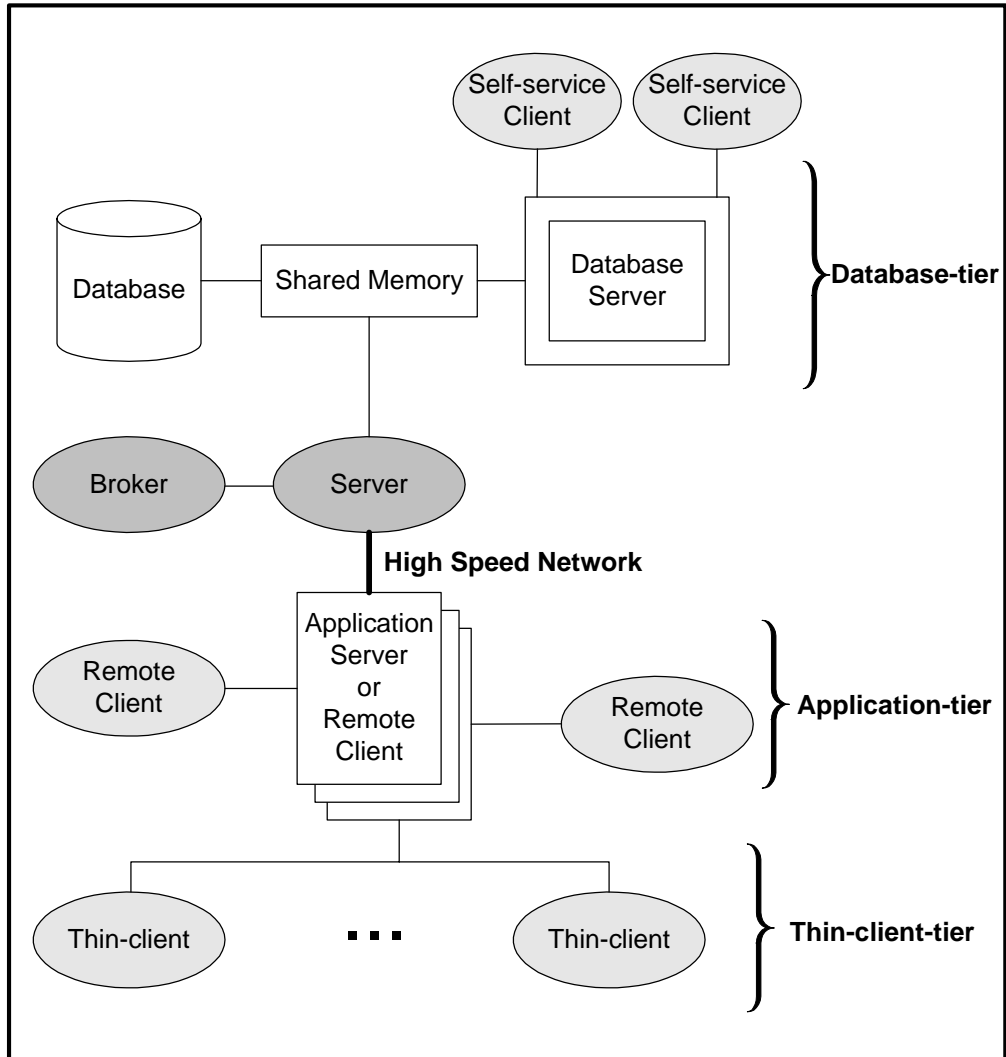 Self-service
Client
Self-service
Client
Database
Shared Memory
Database
Server
Database-tier
Broker
Server
High Speed Network
Application
Server
or
Remote
Client
Remote
Client
Remote
Client
Application-tier
Thin-client
Thin-client
Thin-client-tier